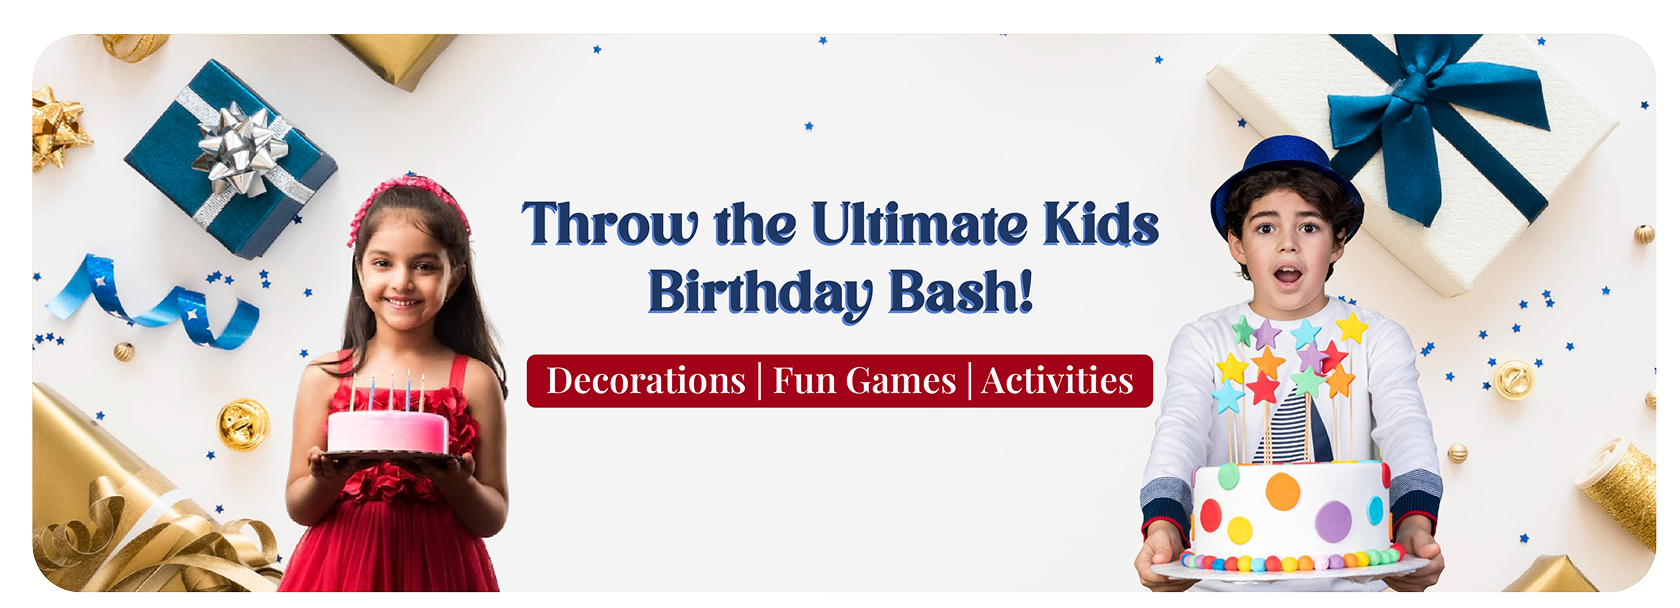 Throw the Ultimate Kids
Birthday Bash!
Decorations | Fun Games | Activities